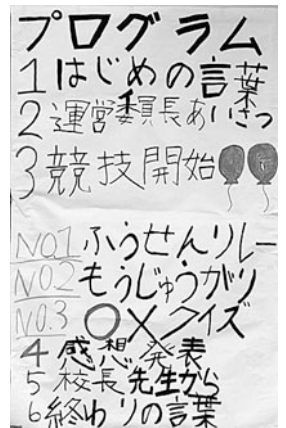 プログラム
1はじめの言葉
2運営委員長あいさつ
3競技開始
NO.1ふうせんリレー
NO.2もうじゅうがり
NO.3〇×クイズ
4感想発表
5校長先生から
6終わりの言葉